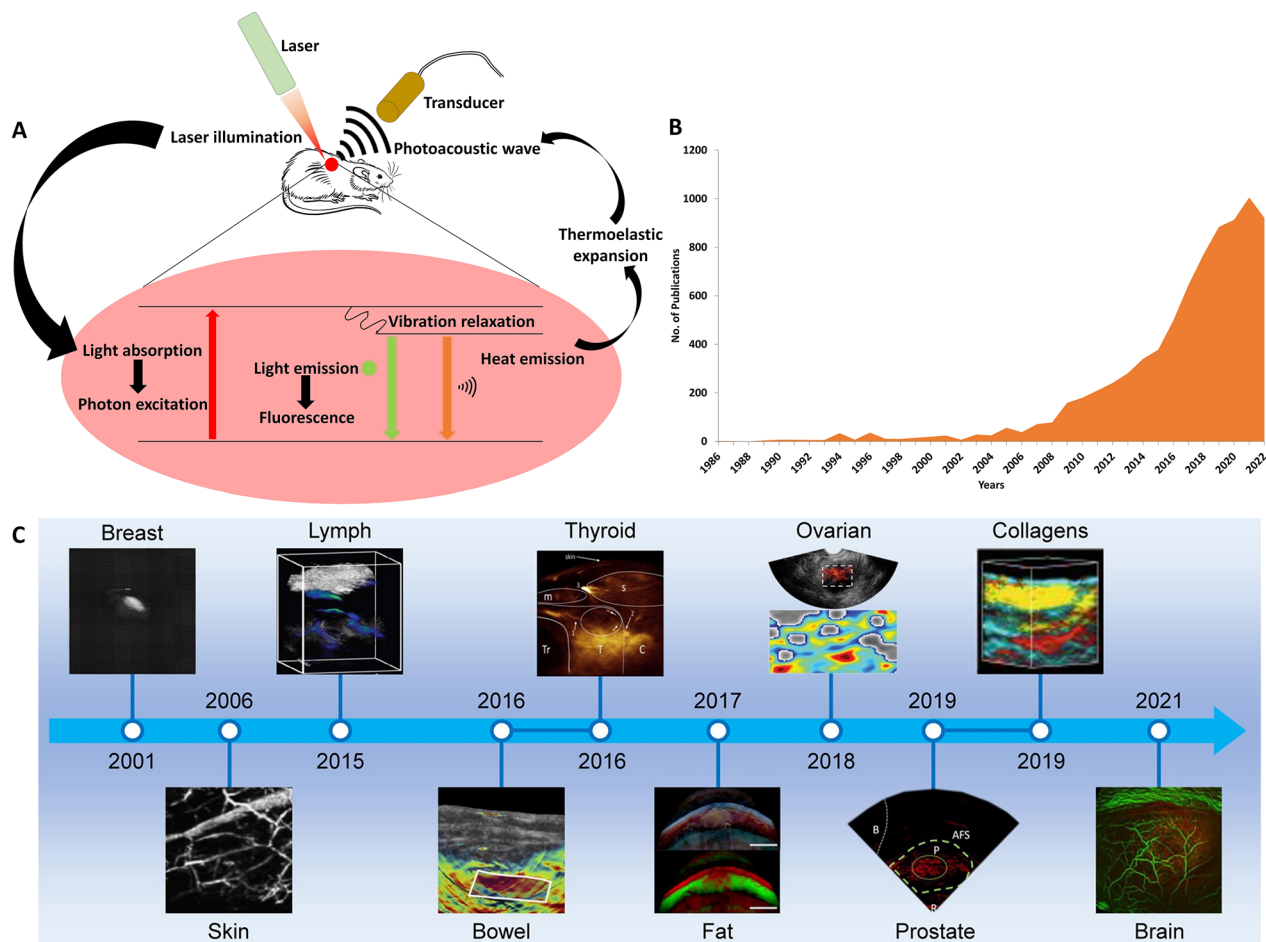 A
Laser
Transducer
Laser illumination
Photoacoustic wave
Thermoelastic
expansion
Vibration relaxation
Light absorption
Light emission
Heat emission
Photon excitation
Fluorescence
B
1200
1000
800
600
400
200
0
No. of Publications
1986
1988
1990
1992
1994
1996
1998
2000
2002
2004
2006
2008
2010
2012
2014
2016
2018
2020
2022
Years
C
Breast
Lymph
Thyroid
Ovarian
Collagens
skin
3
S
m
1
2
Tr
T
C
2006
2016
2017
2019
2021
2001
2015
2016
2018
2019
B
AFS
P
R
Skin
Bowel
Fat
Prostate
Brain